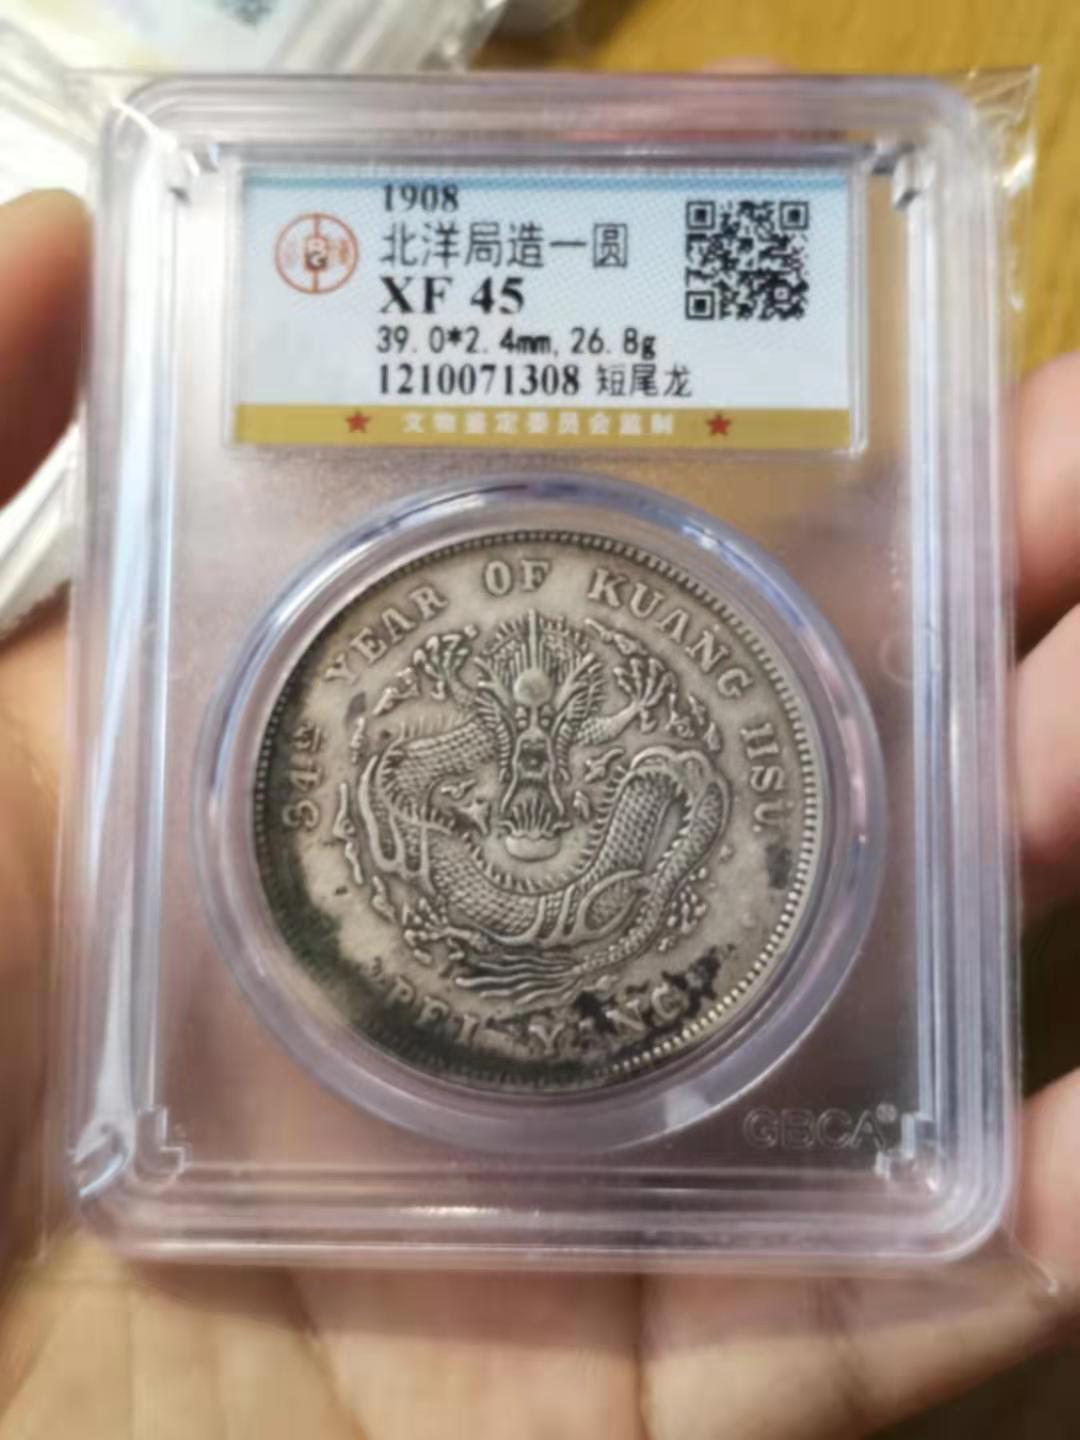 1908
北洋局造一圆
XF 45
39.0*2.4mm,26.8g
1210071308 短尾龙
★ 文物鉴定委员会监制 ★
34th YEAR OF KUANG HSU.
PEI YANG
GBCA®